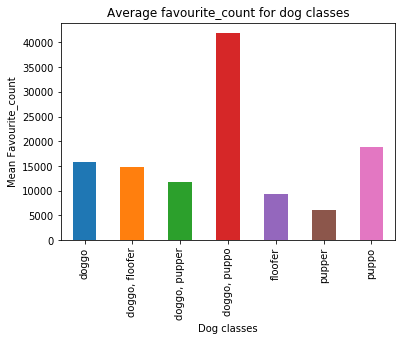 Average favourite_count for dog classes
Mean Favourite_count
40000
35000
30000
25000
20000
15000
10000
5000
0
doggo
doggo, floofer
doggo, pupper
doggo, puppo
floofer
pupper
puppo
Dog classes